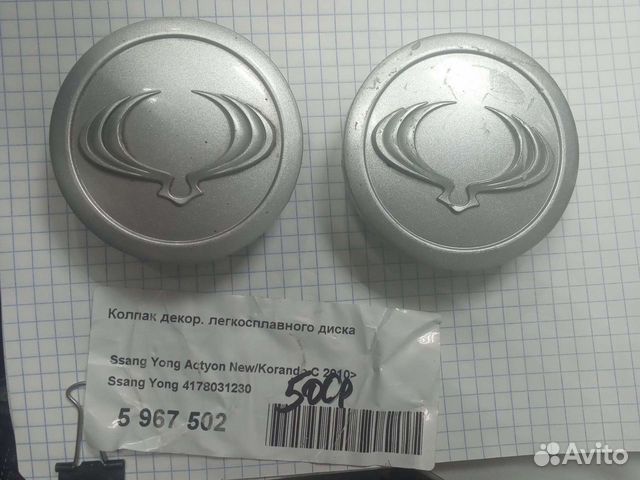 Колпак декор. легкосплавного диска
Ssang Yong Actyon New/Korando C 2010>
Ssang Yong 4178031230
500р
5 967 502
Avito